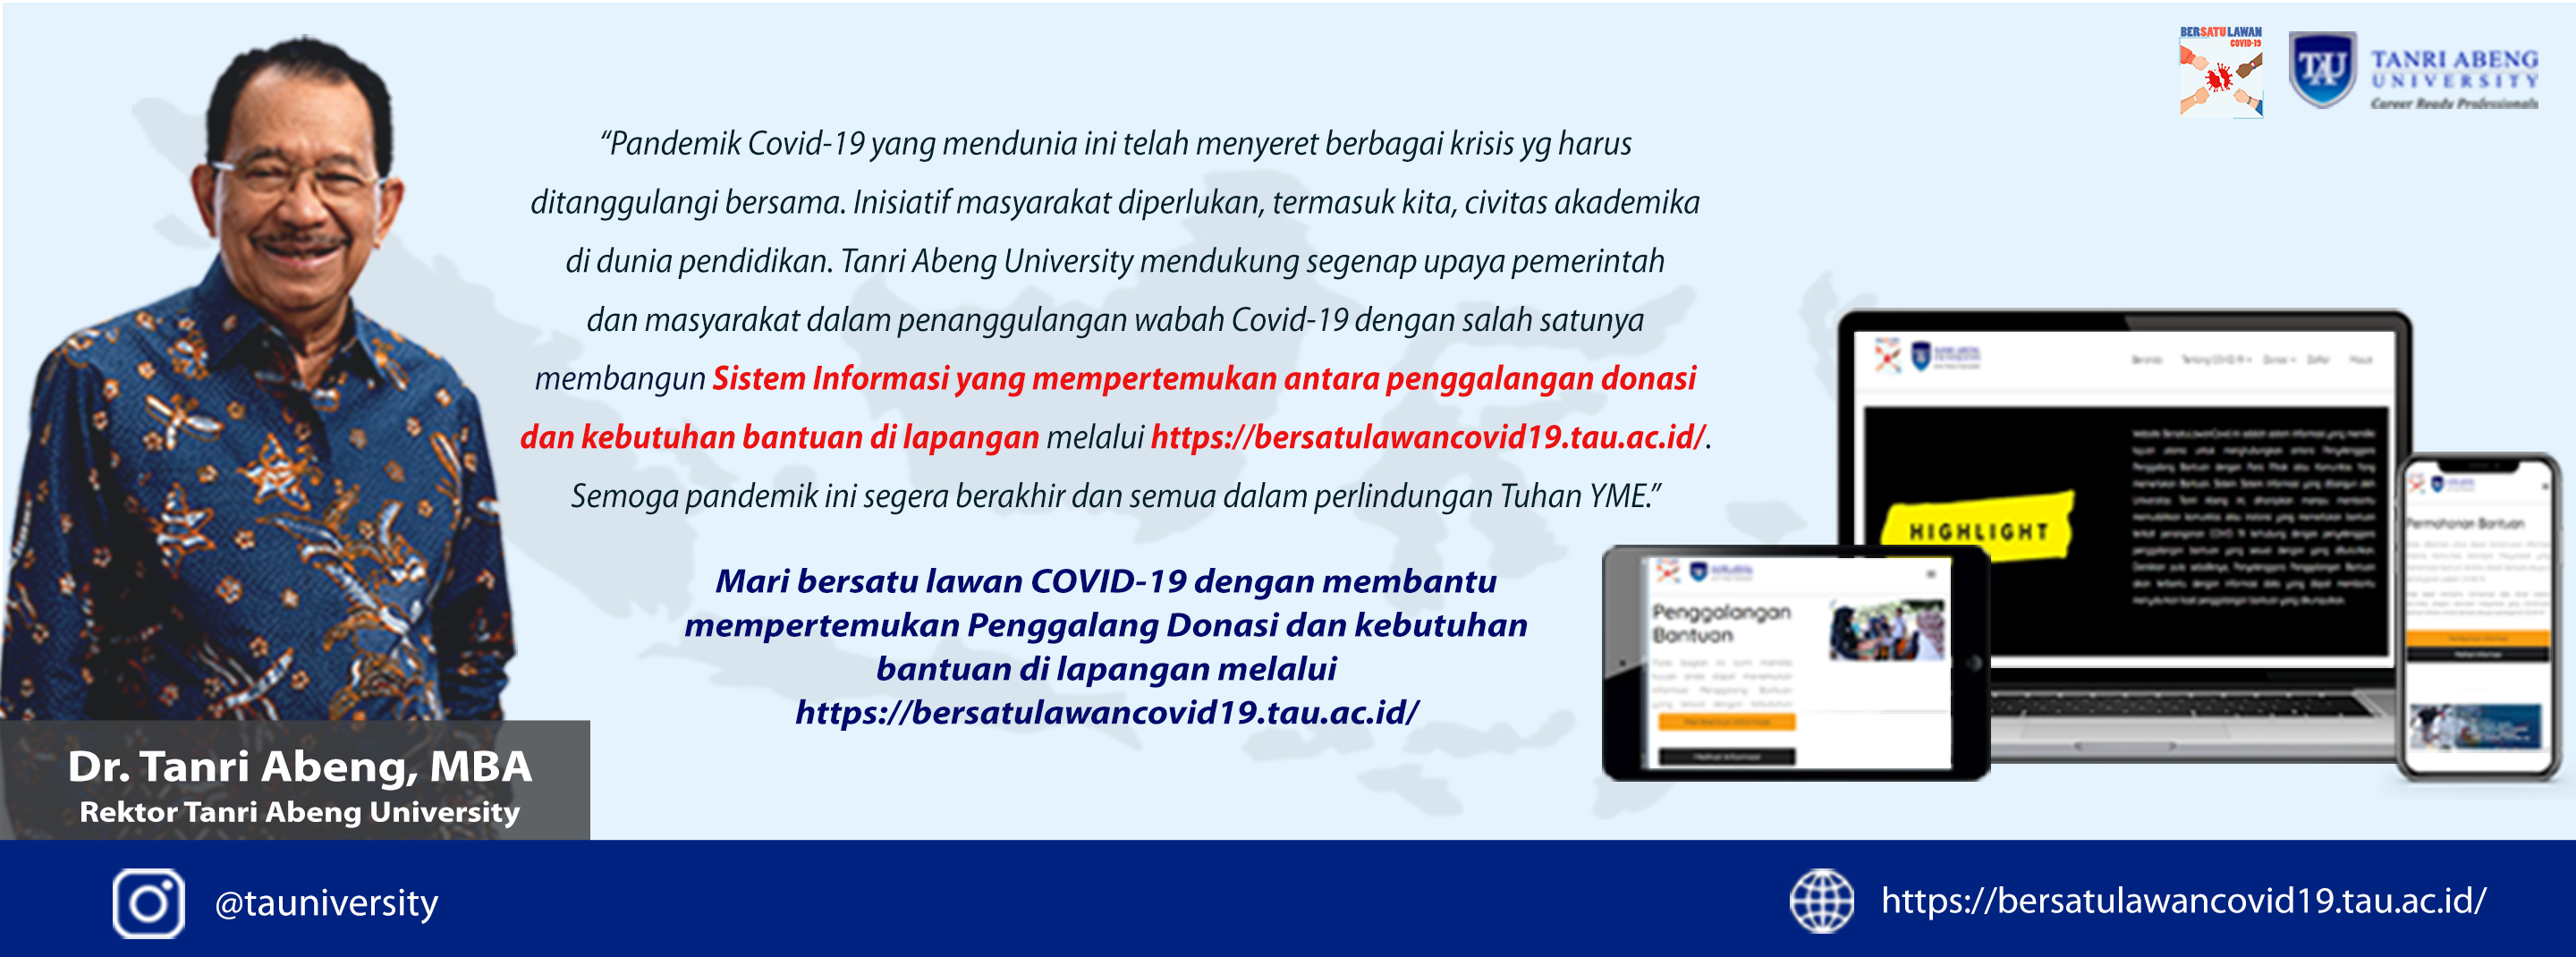 BERSATU LAWAN
COVID-19
TAU
TANRI ABENG
UNIVERSITY
Career Ready Professionals
“Pandemik Covid-19 yang mendunia ini telah menyeret berbagai krisis yg harus
ditanggulangi bersama. Inisiatif masyarakat diperlukan, termasuk kita, civitas akademika
di dunia pendidikan. Tanri Abeng University mendukung segenap upaya pemerintah
dan masyarakat dalam penanggulangan wabah Covid-19 dengan salah satunya
membangun Sistem Informasi yang mempertemukan antara penggalangan donasi
dan kebutuhan bantuan di lapangan melalui https://bersatulawancovid19.tau.ac.id/.
Semoga pandemik ini segera berakhir dan semua dalam perlindungan Tuhan YME.”
Mari bersatu lawan COVID-19 dengan membantu
mempertemukan Penggalang Donasi dan kebutuhan
bantuan di lapangan melalui
https://bersatulawancovid19.tau.ac.id/
HIGHLIGHT
Penggalangan
Bantuan
Permohonan Bantuan
Dr. Tanri Abeng, MBA
Rektor Tanri Abeng University
@tauniversity
https://bersatulawancovid19.tau.ac.id/